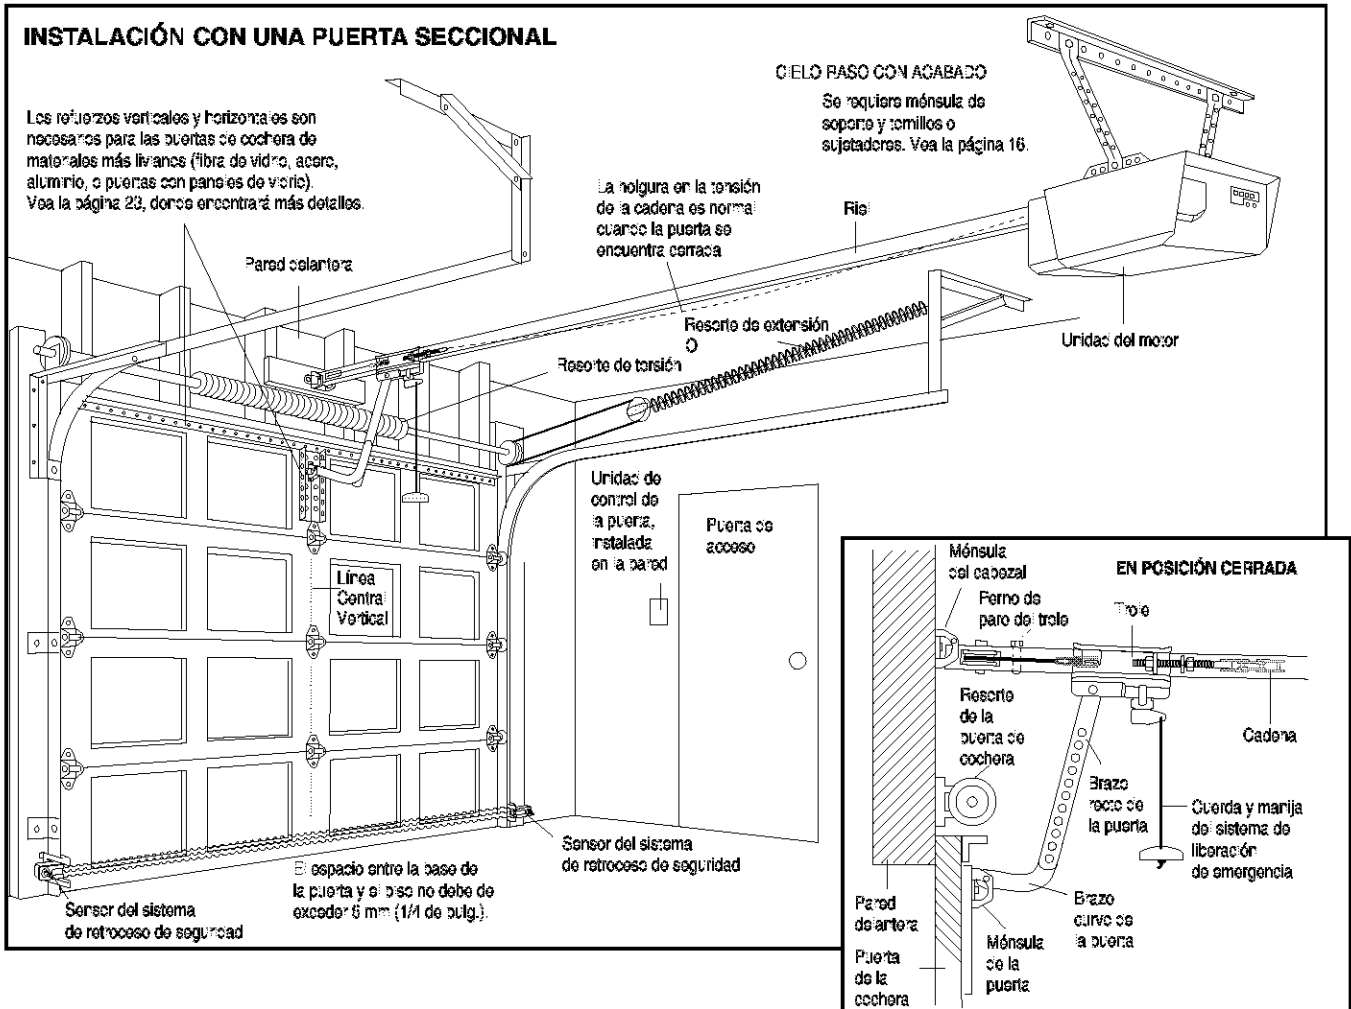 INSTALACIÓN CON UNA PUERTA SECCIONAL
Los refuerzos verticales y horizontales son
necesarios para las puertas de cochera de
materiales más livianos (fibra de vidrio, acero,
aluminio, o puertas con paneles de vidrio).
Vea la página 23, donde encontrará más detalles.
Pared delantera
CIELO RASO CON ACABADO
Se requiere ménsula de
soporte y tornillos o
sujetadores. Vea la página 16.
La holgura en la tensión
de la cadena es normal
cuando la puerta se
encuentra cerrada
Riel
Unidad del motor
Resorte de extensión
O
Resorte de torsión
Unidad de
control de
la puerta,
instalada
en la pared
Puerta de
acceso
Línea
Central
Vertical
Sensor del sistema
de retroceso de seguridad
El espacio entre la base de
la puerta y el piso no debe de
exceder 6 mm (1/4 de pulg.).
Sensor del sistema
de retroceso de seguridad
EN POSICIÓN CERRADA
Ménsula
del cabezal
Perno de
paro del trole
Trole
Resorte
de la
puerta de
cochera
Cadena
Brazo
recto de
la puerta
Cuerda y manija
del sistema de
liberación
de emergencia
Pared
delantera
Brazo
curvo de
la puerta
Ménsula
de la
puerta
Puerta
de la
cochera